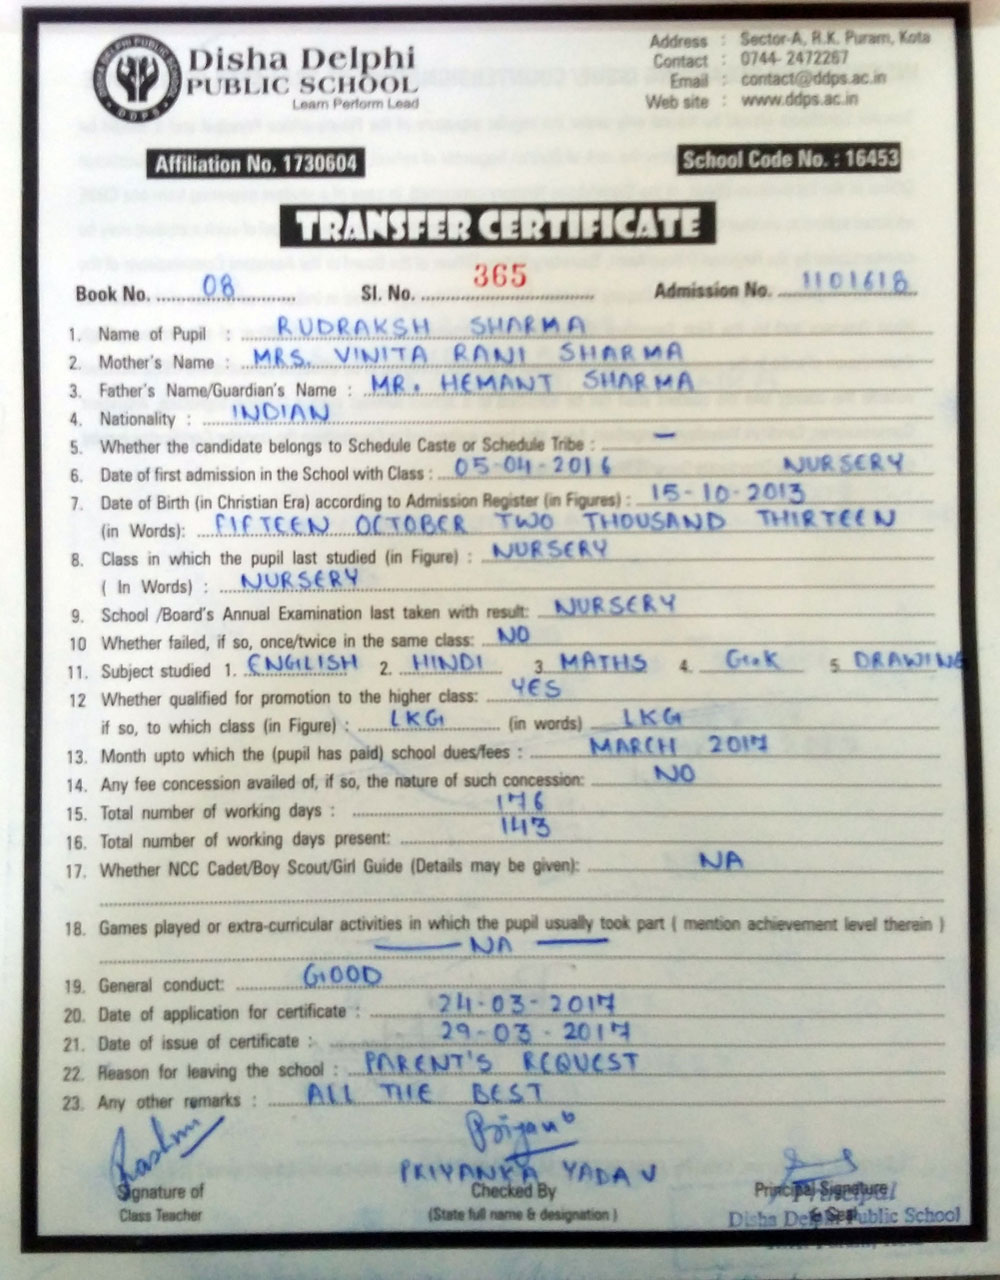 DISHA DELPHI PUBLIC SCHOOL
DDPS
Disha Delphi
PUBLIC SCHOOL
Learn Perform Lead
Address : Sector-A, R.K. Puram, Kota
Contact : 0744- 2472267
Email : contact@ddps.ac.in
Web site : www.ddps.ac.in
Affiliation No. 1730604
School Code No. : 16453
TRANSFER CERTIFICATE
Book No. 08 Sl. No. 365 Admission No. 1101618
1. Name of Pupil : RUDRAKSH SHARMA
2. Mother's Name : MRS. VINITA RANI SHARMA
3. Father's Name/Guardian's Name : MR. HEMANT SHARMA
4. Nationality : INDIAN
5. Whether the candidate belongs to Schedule Caste or Schedule Tribe : –
6. Date of first admission in the School with Class : 05-04-2016 NURSERY
7. Date of Birth (in Christian Era) according to Admission Register (in Figures) : 15-10-2013
(in Words): FIFTEEN OCTOBER TWO THOUSAND THIRTEEN
8. Class in which the pupil last studied (in Figure) : NURSERY
( In Words) : NURSERY
9. School /Board's Annual Examination last taken with result: NURSERY
10 Whether failed, if so, once/twice in the same class: NO
11. Subject studied 1. ENGLISH 2. HINDI 3. MATHS 4. G.K 5. DRAWING
12 Whether qualified for promotion to the higher class: YES
if so, to which class (in Figure) : LKG (in words) LKG
13. Month upto which the (pupil has paid) school dues/fees : MARCH 2017
14. Any fee concession availed of, if so, the nature of such concession: NO
15. Total number of working days : 176
16. Total number of working days present: 143
17. Whether NCC Cadet/Boy Scout/Girl Guide (Details may be given): NA
18. Games played or extra-curricular activities in which the pupil usually took part ( mention achievement level therein )
— NA —
19. General conduct: GOOD
20. Date of application for certificate : 24-03-2017
21. Date of issue of certificate :- 29-03-2017
22. Reason for leaving the school : PARENT'S REQUEST
23. Any other remarks : ALL THE BEST
PRIYANKA YADAV
Signature of Checked By Principal Signature
Class Teacher (State full name & designation ) & Seal
Principal
Disha Delphi Public School